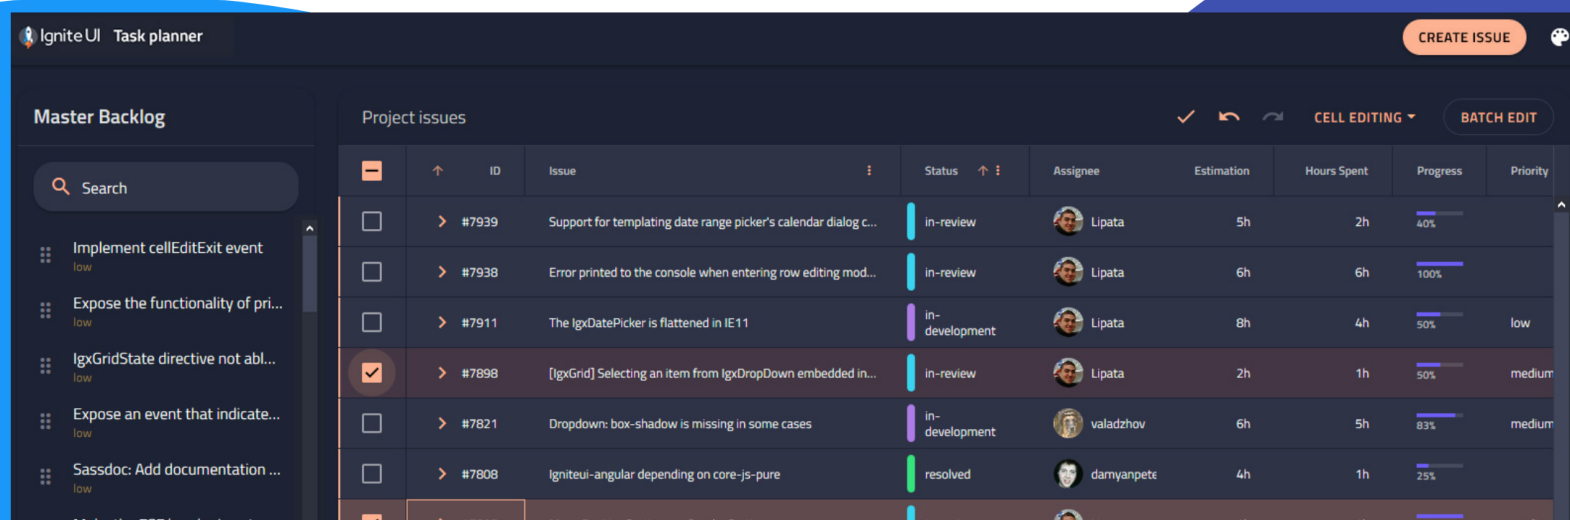 Ignite UI Task planner
CREATE ISSUE
Master Backlog
Search
Implement cellEditExit event
low
Expose the functionality of pri...
low
IgxGridState directive not abl...
low
Expose an event that indicate...
low
Sassdoc: Add documentation ...
low
Project issues
CELL EDITING
BATCH EDIT
ID Issue Status Assignee Estimation Hours Spent Progress Priority
#7939 Support for templating date range picker's calendar dialog c... in-review Lipata 5h 2h 40%
#7938 Error printed to the console when entering row editing mod... in-review Lipata 6h 6h 100%
#7911 The IgxDatePicker is flattened in IE11 in-development Lipata 8h 4h 50% low
#7898 [IgxGrid] Selecting an item from IgxDropDown embedded in... in-review Lipata 2h 1h 50% medium
#7821 Dropdown: box-shadow is missing in some cases in-development valadzhov 6h 5h 83% medium
#7808 Igniteui-angular depending on core-js-pure resolved damyanpete 4h 1h 25%